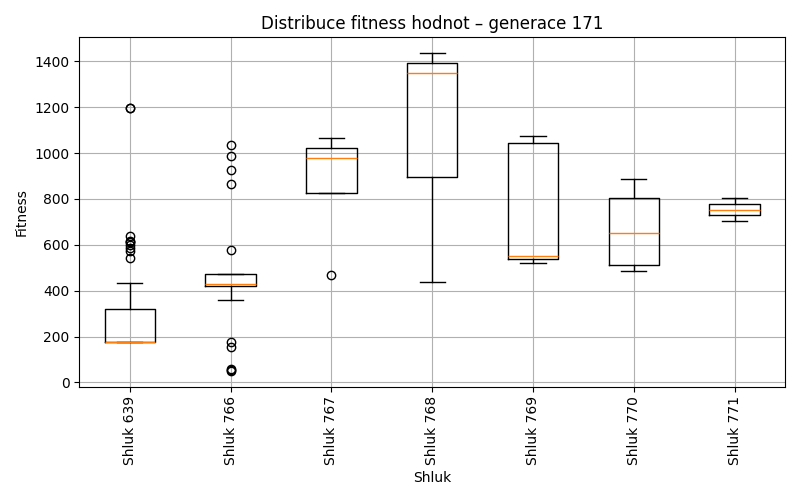 Distribuce fitness hodnot – generace 171
Fitness
1400
1200
1000
800
600
400
200
0
Shluk 639
Shluk 766
Shluk 767
Shluk 768
Shluk 769
Shluk 770
Shluk 771
Shluk